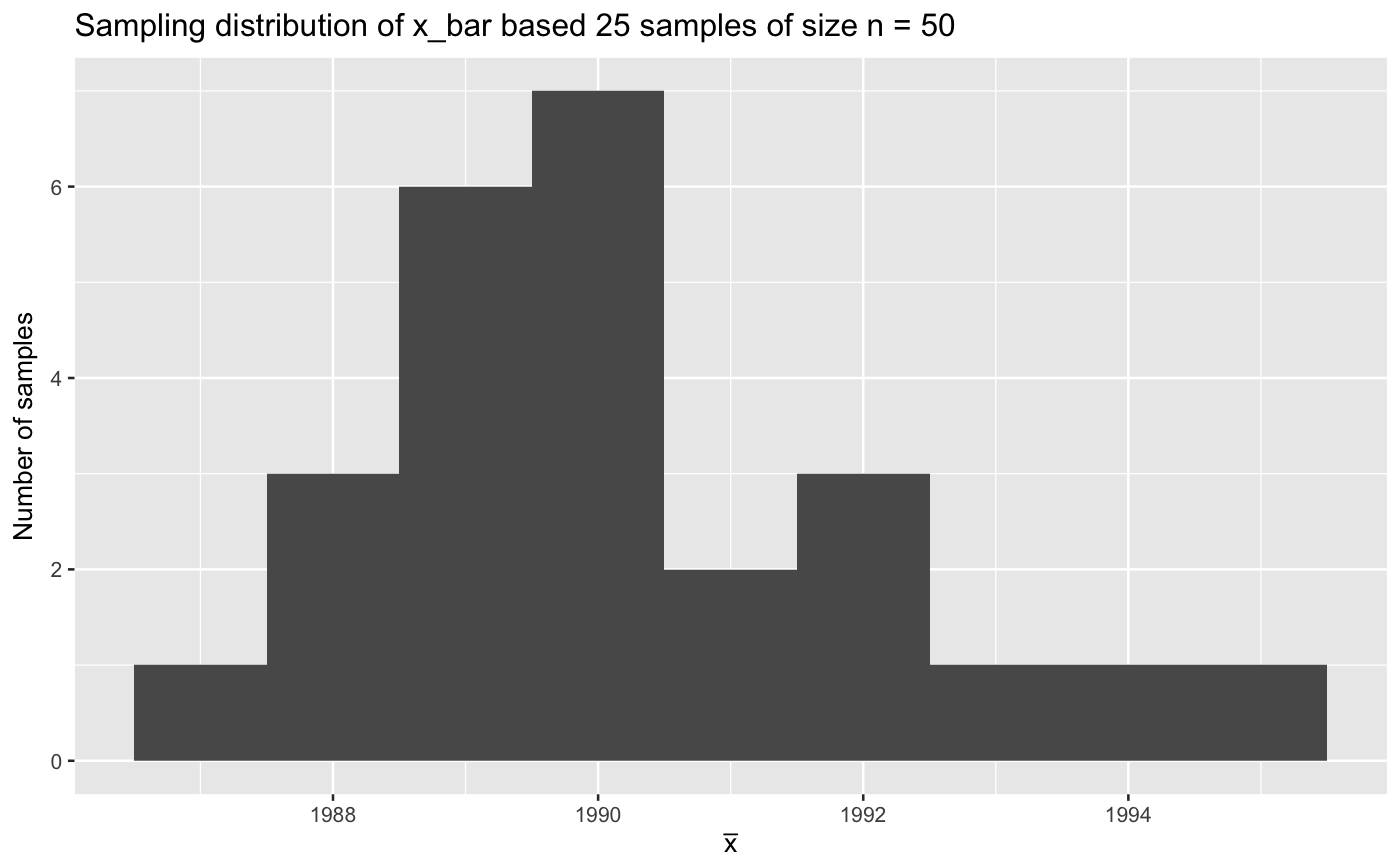 Sampling distribution of x_bar based 25 samples of size n = 50
Number of samples
6
4
2
0
1988 1990 1992 1994
x̅